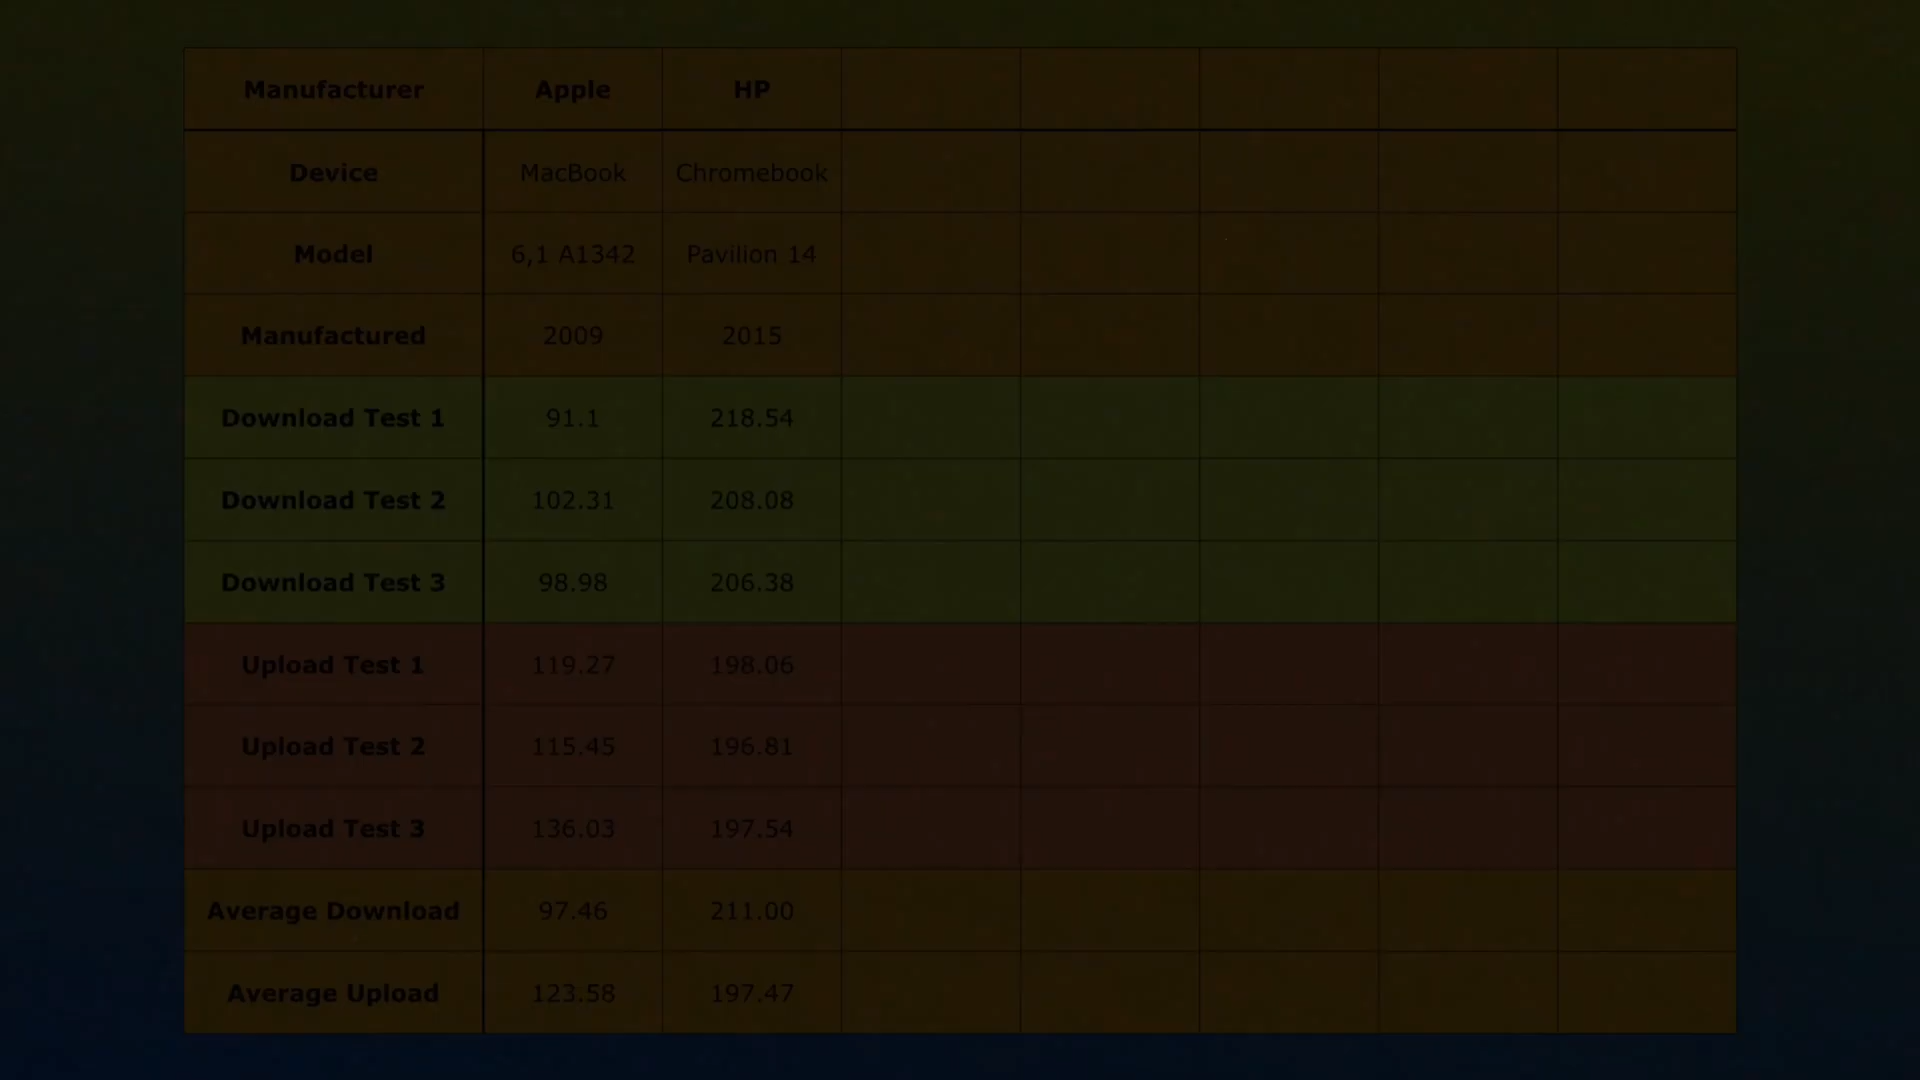 Manufacturer Apple HP
Device MacBook Chromebook
Model 6,1 A1342 Pavilion 14
Manufactured 2009 2015
Download Test 1 91.1 218.54
Download Test 2 102.31 208.08
Download Test 3 98.98 206.38
Upload Test 1 119.27 198.06
Upload Test 2 115.45 196.81
Upload Test 3 136.03 197.54
Average Download 97.46 211.00
Average Upload 123.58 197.47